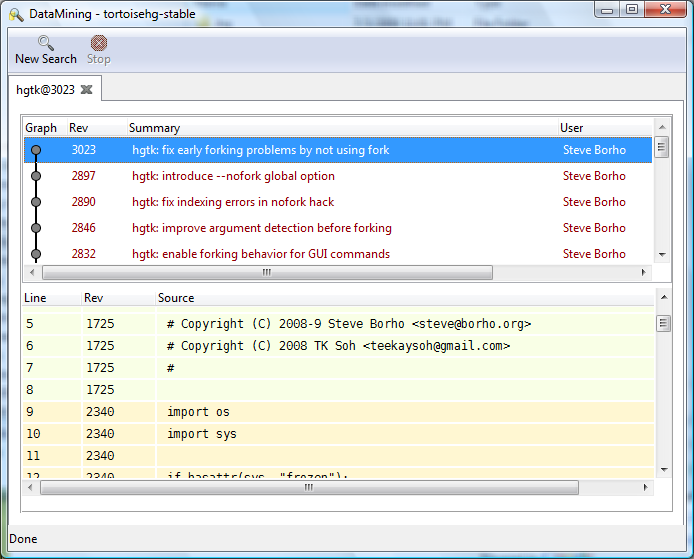 DataMining - tortoisehg-stable
New Search Stop
hgtk@3023
Graph Rev Summary User
3023 hgtk: fix early forking problems by not using fork Steve Borho
2897 hgtk: introduce --nofork global option Steve Borho
2890 hgtk: fix indexing errors in nofork hack Steve Borho
2846 hgtk: improve argument detection before forking Steve Borho
2832 hgtk: enable forking behavior for GUI commands Steve Borho
Line Rev Source
5 1725 # Copyright (C) 2008-9 Steve Borho <steve@borho.org>
6 1725 # Copyright (C) 2008 TK Soh <teekaysoh@gmail.com>
7 1725 #
8 1725
9 2340 import os
10 2340 import sys
11 2340
12 2340 if hasattr(sys, "frozen"):
Done